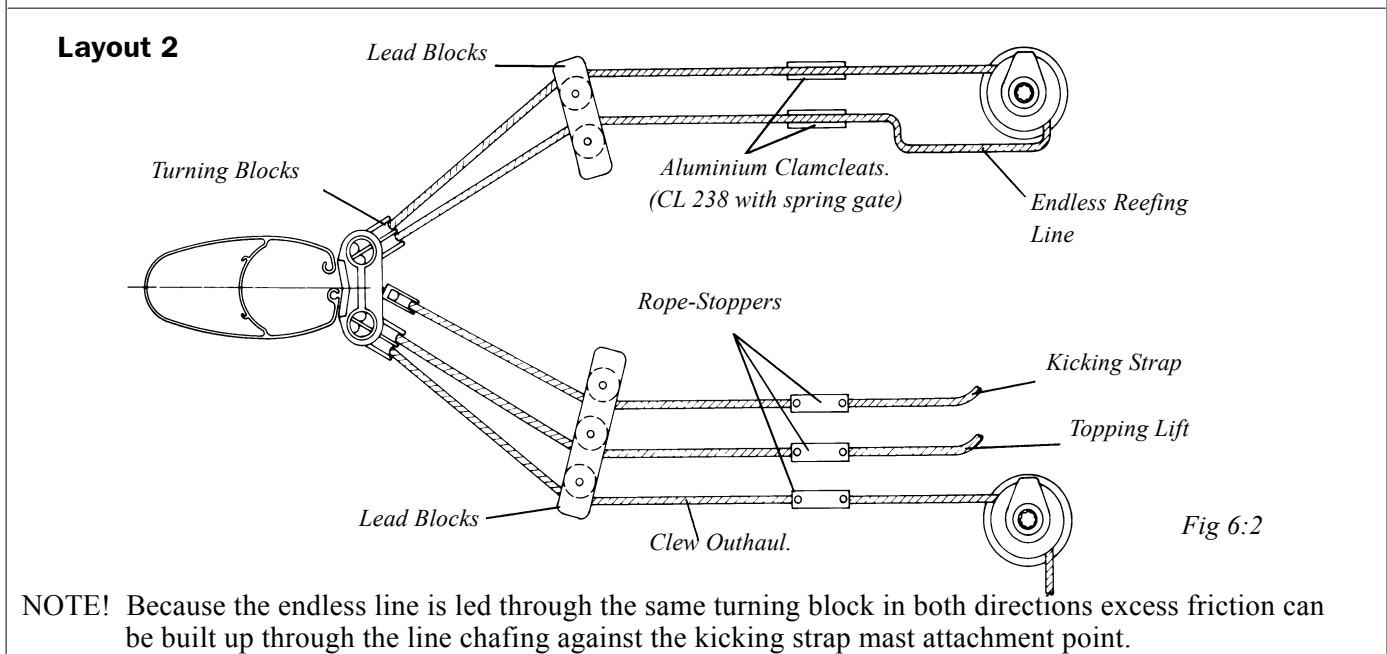 Layout 2
Lead Blocks
Turning Blocks
Aluminium Clamcleats.
(CL 238 with spring gate)
Endless Reefing
Line
Rope-Stoppers
Kicking Strap
Topping Lift
Lead Blocks
Clew Outhaul.
Fig 6:2
NOTE! Because the endless line is led through the same turning block in both directions excess friction can
be built up through the line chafing against the kicking strap mast attachment point.